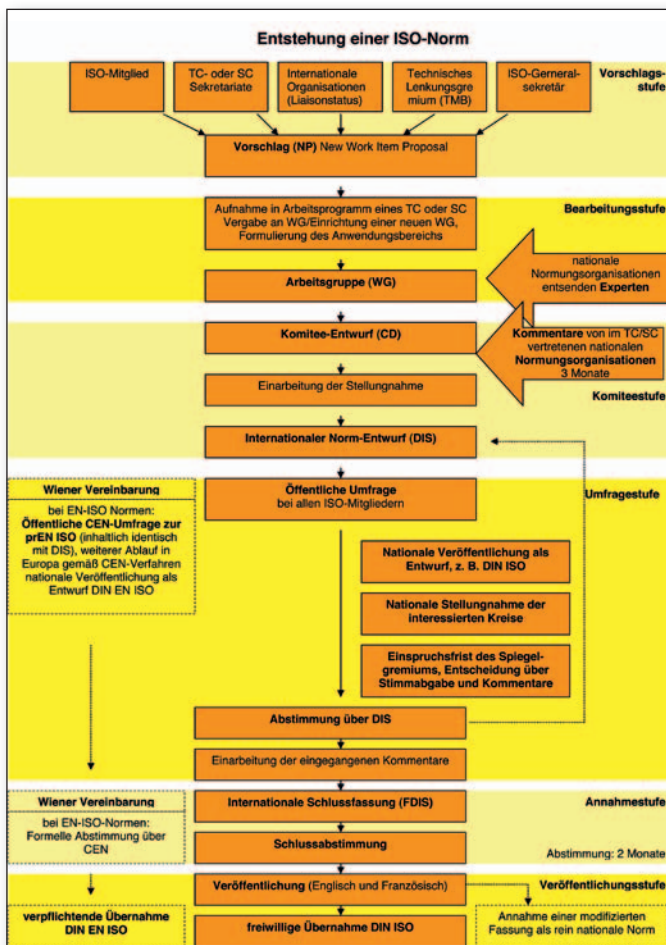 Entstehung einer ISO-Norm
Vorschlags-
stufe
ISO-Mitglied
TC- oder SC
Sekretariate
Internationale
Organisationen
(Liaisonstatus)
Technisches
Lenkungsgre-
mium (TMB)
ISO-Gerneral-
sekretär
Vorschlag (NP) New Work Item Proposal
Bearbeitungsstufe
Aufnahme in Arbeitsprogramm eines TC oder SC
Vergabe an WG/Einrichtung einer neuen WG,
Formulierung des Anwendungsbereichs
nationale
Normungsorganisationen
entsenden Experten
Arbeitsgruppe (WG)
Komitee-Entwurf (CD)
Kommentare von im TC/SC
vertretenen nationalen
Normungsorganisationen
3 Monate
Einarbeitung der Stellungnahme
Komiteestufe
Internationaler Norm-Entwurf (DIS)
Umfragestufe
Wiener Vereinbarung
bei EN-ISO Normen:
Öffentliche CEN-Umfrage zur
prEN ISO (inhaltlich identisch
mit DIS), weiterer Ablauf in
Europa gemäß CEN-Verfahren
nationale Veröffentlichung als
Entwurf DIN EN ISO
Öffentliche Umfrage
bei allen ISO-Mitgliedern
Nationale Veröffentlichung als
Entwurf, z. B. DIN ISO
Nationale Stellungnahme der
interessierten Kreise
Einspruchsfrist des Spiegel-
gremiums, Entscheidung über
Stimmabgabe und Kommentare
Abstimmung über DIS
Einarbeitung der eingegangenen Kommentare
Wiener Vereinbarung
bei EN-ISO-Normen:
Formelle Abstimmung über
CEN
Internationale Schlussfassung (FDIS)
Annahmestufe
Schlussabstimmung
Abstimmung: 2 Monate
Veröffentlichung (Englisch und Französisch)
Veröffentlichungsstufe
verpflichtende Übernahme
DIN EN ISO
freiwillige Übernahme DIN ISO
Annahme einer modifizierten
Fassung als rein nationale Norm